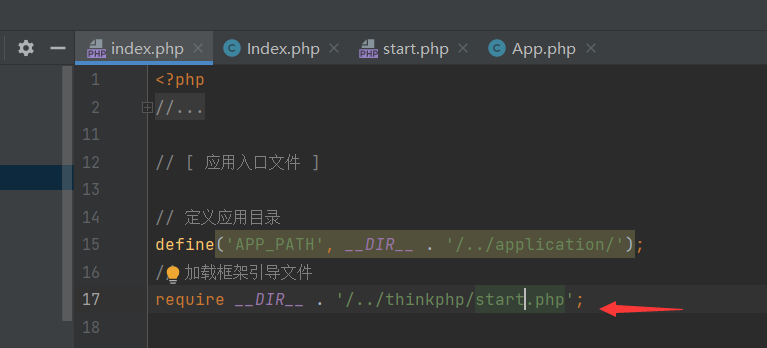 index.php Index.php start.php App.php
1 <?php
2 //...
11
12 // [ 应用入口文件 ]
13
14 // 定义应用目录
15 define('APP_PATH', __DIR__ . '/../application/');
16 / 加载框架引导文件
17 require __DIR__ . '/../thinkphp/start.php';
18